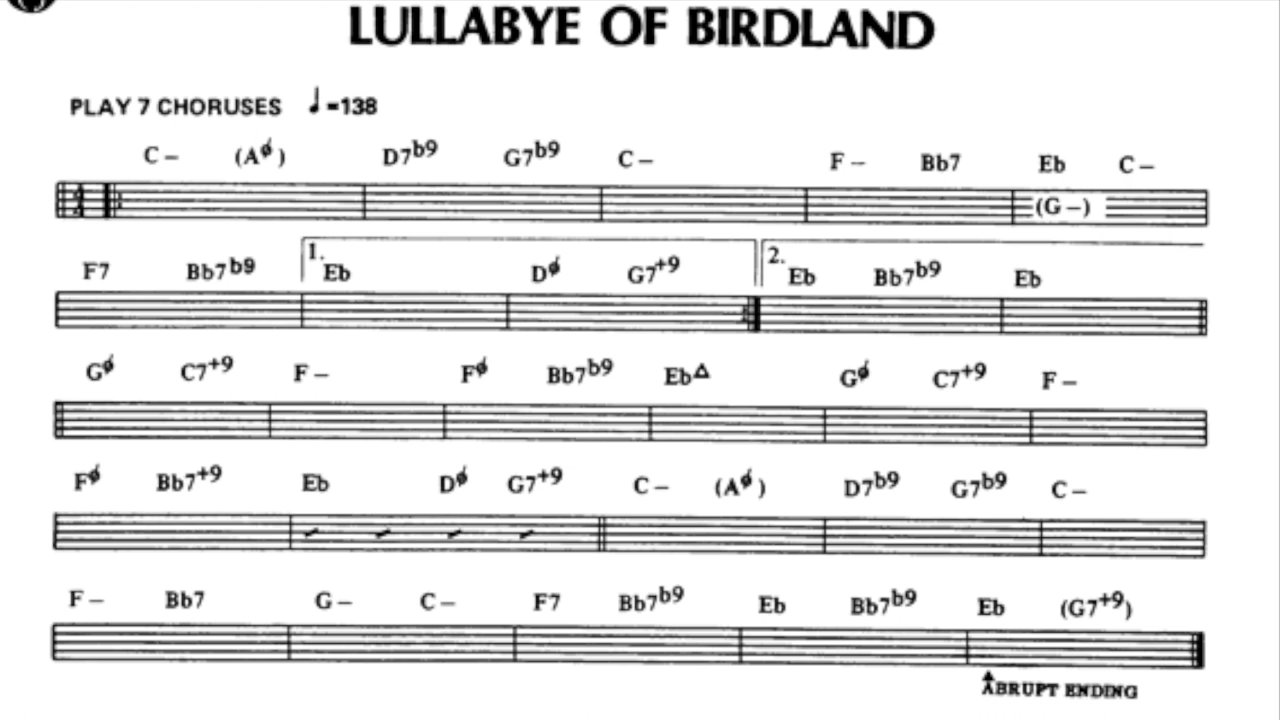 LULLABYE OF BIRDLAND
PLAY 7 CHORUSES ♩=138
C– (Aø) D7b9 G7b9 C– F– Bb7 Eb C–
4
4
(G–)
1. 2.
F7 Bb7b9 Eb Dø G7+9 Eb Bb7b9 Eb
Gø C7+9 F– Fø Bb7b9 EbΔ Gø C7+9 F–
Fø Bb7+9 Eb Dø G7+9 C– (Aø) D7b9 G7b9 C–
F– Bb7 G– C– F7 Bb7b9 Eb Bb7b9 Eb (G7+9)
ABRUPT ENDING